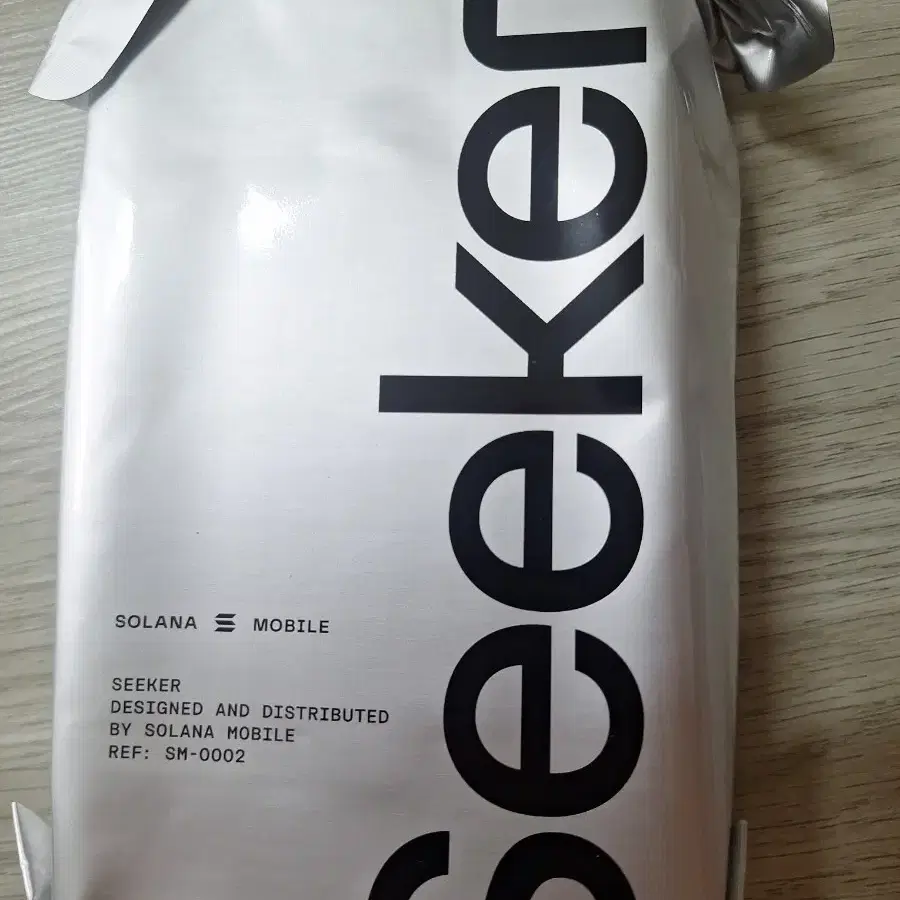 Seeker
SOLANA MOBILE
SEEKER
DESIGNED AND DISTRIBUTED
BY SOLANA MOBILE
REF: SM-0002